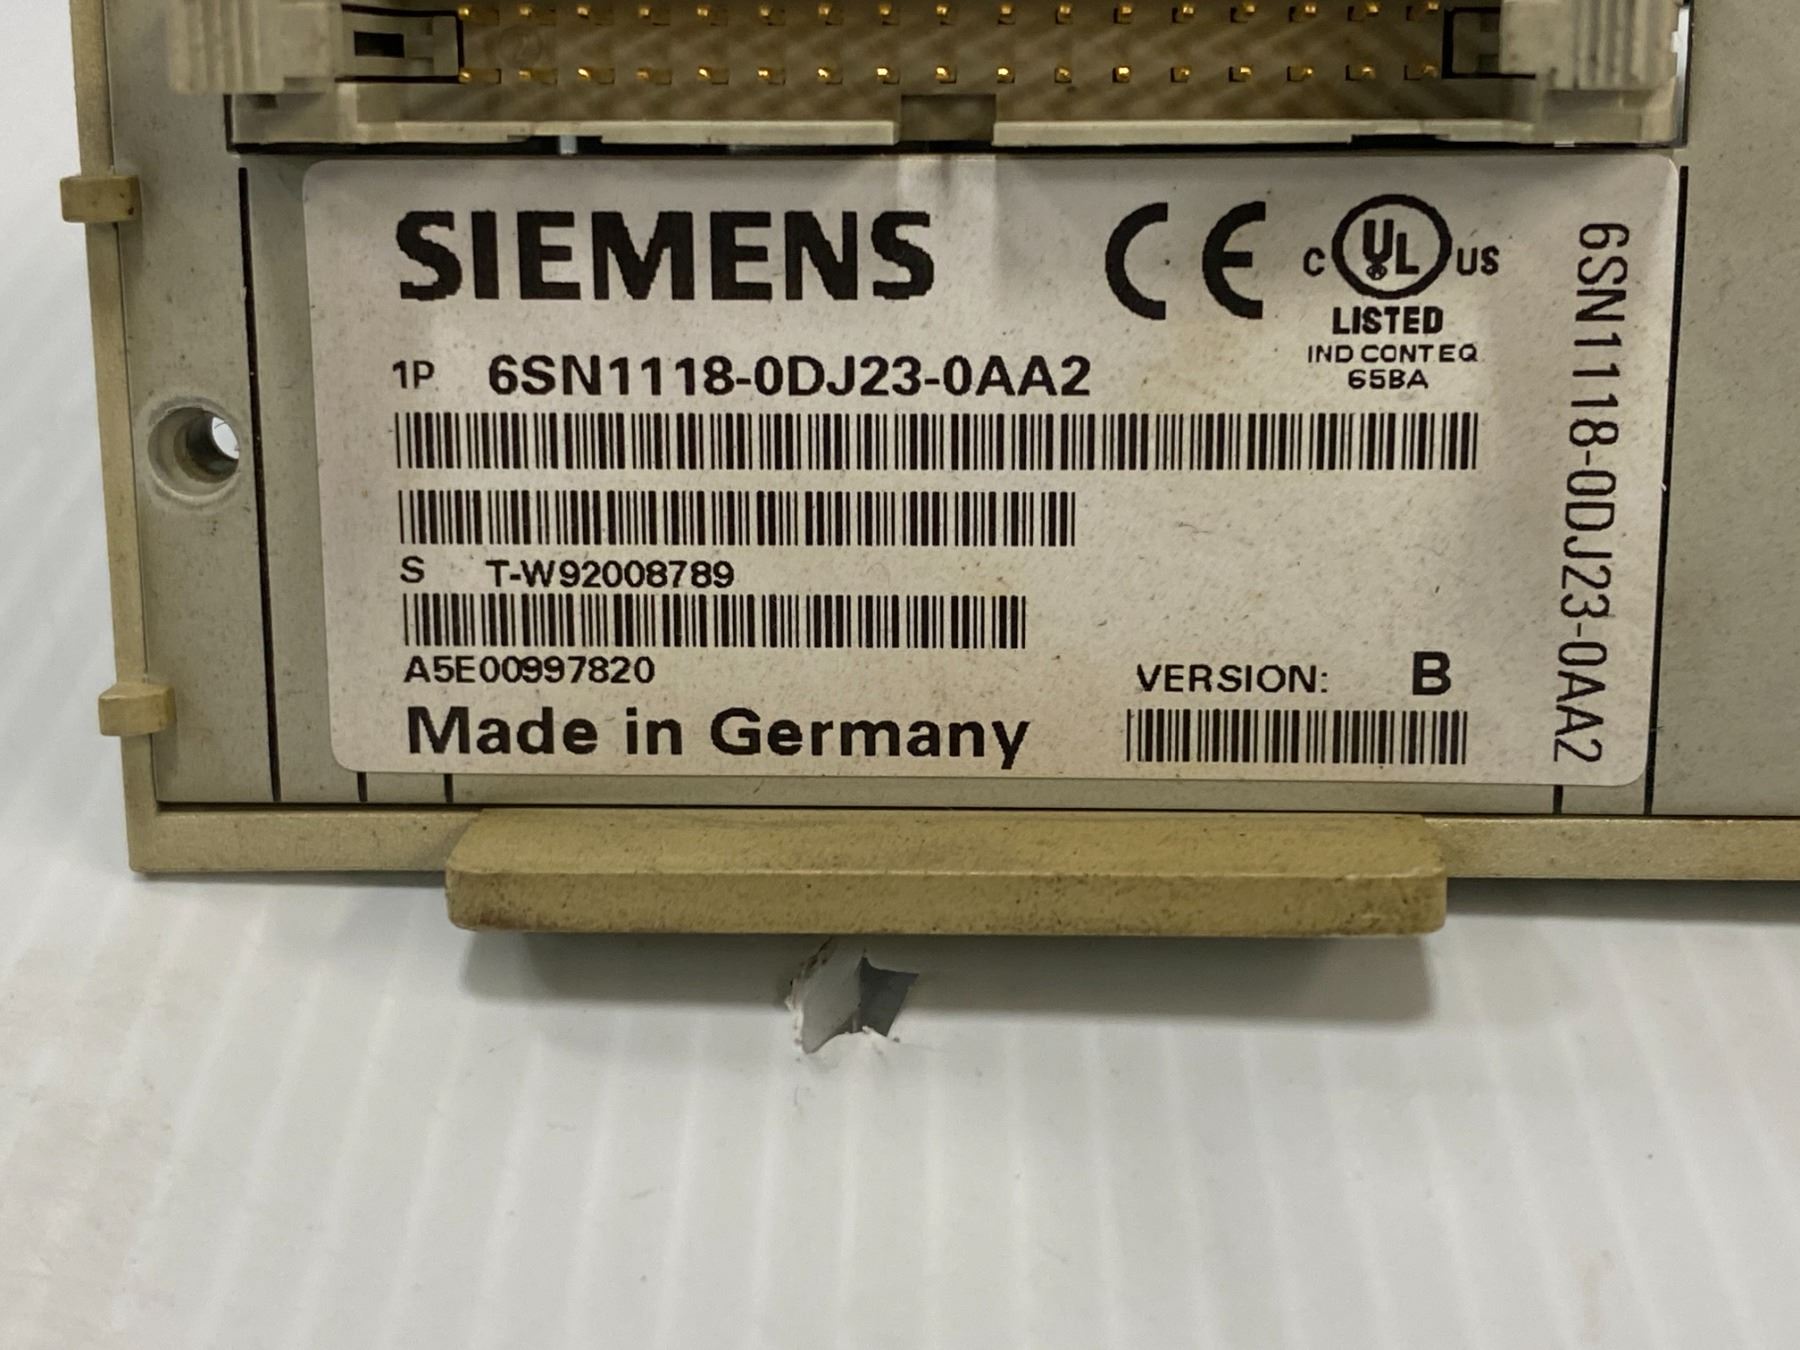 SIEMENS
CE
C UL US
LISTED
IND CONT EQ
65BA
1P 6SN1118-0DJ23-0AA2
S T-W92008789
A5E00997820
VERSION: B
Made in Germany
6SN1118-0DJ23-0AA2